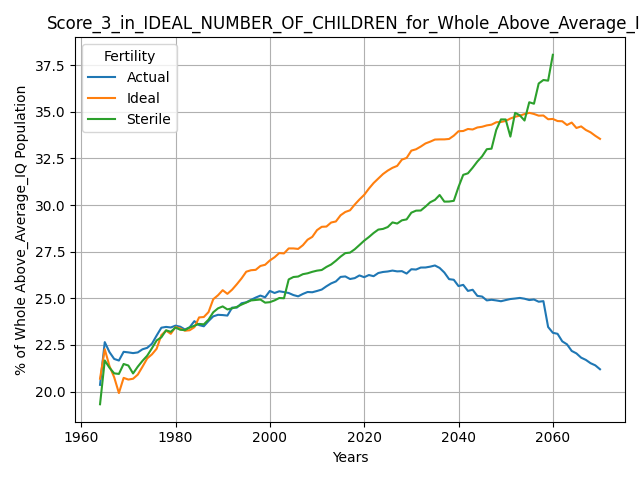 Score_3_in_IDEAL_NUMBER_OF_CHILDREN_for_Whole_Above_Average_I
Fertility
Actual
Ideal
Sterile
% of Whole Above_Average_IQ Population
37.5
35.0
32.5
30.0
27.5
25.0
22.5
20.0
1960 1980 2000 2020 2040 2060
Years